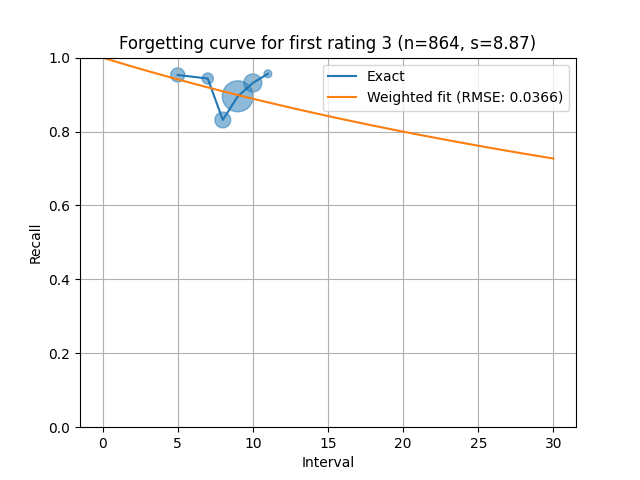 Forgetting curve for first rating 3 (n=864, s=8.87)
Exact
Weighted fit (RMSE: 0.0366)
1.0
0.8
0.6
0.4
0.2
0.0
Recall
0 5 10 15 20 25 30
Interval